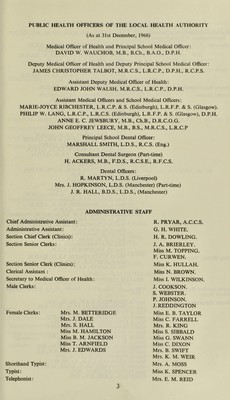 PUBLIC HEALTH OFFICERS OF THE LOCAL HEALTH AUTHORITY
(As at 31st December, 1966)
Medical Officer of Health and Principal School Medical Officer:
DAVID W. WAUCHOB, M.B., B.Ch., B.A.O., D.P.H.
Deputy Medical Officer of Health and Deputy Principal School Medical Officer:
JAMES CHRISTOPHER TALBOT, M.R.C.S., L.R.C.P., D.P.H., R.C.P.S.
Assistant Deputy Medical Officer of Health:
EDWARD JOHN WALSH, M.R.C.S., L.R.C.P., D.P.H.
Assistant Medical Officers and School Medical Officers:
MARIE-JOYCE KIRCHESTER, L.R.C.P. & S. (Edinburgh), L.R.F.P. & S. (Glasgow).
PHILIP W. LANG, L.R.C.P., L.R.C.S. (Edinburgh), L.R.F.P. & S. (Glasgow), D.P.H.
ANNE E. C. JEWSBURY, M.B., Ch.B., D.R.C.O.G.
JOHN GEOFFREY LEECE, M.B., B.S., M.R.C.S., L.R.C.P
Principal School Dental Officer:
MARSHALL SMITH, L.D.S., R.C.S. (Eng.)
Consultant Dental Surgeon (Part-time)
H. ACKERS, M.B., F.D.S., R.C.S.E., R.F.C.S.
Dental Officers:
R. MARTYN, L.D.S. (Liverpool)
Mrs. J. HOPKINSON, L.D.S. (Manchester) (Part-time)
J. R. HALL, B.D.S., L.D.S., (Manchester)
ADMINISTRATIVE STAFF
Chief Administrative Assistant: R. PRYAR, A.C.C.S.
Administrative Assistant: G. H. WHITE.
Section Chief Clerk (Clinics): H. R. DOWLING.
Section Senior Clerks: J. A. BRIERLEY.
Miss M. TOPPING.
F. CURWEN.
Section Senior Clerk (Clinics): Miss K. HULLAH.
Clerical Assistant: Miss N. BROWN.
Secretary to Medical Officer of Health: Miss I. WILKINSON.
Male Clerks: J. COOKSON.
S. WEBSTER.
P. JOHNSON.
J. REDDINGTON
Female Clerks: Mrs. M. BETTERIDGE Miss E. B. TAYLOR
Mrs. J. DALE Miss C. FARRELL
Mrs. S. HALL Mrs. R. KING
Miss M. HAMILTON Miss S. SIBBALD
Miss B. M. JACKSON Miss G. SWANN
Miss T. ARNFIELD Miss C. DIXON
Mrs. J. EDWARDS Mrs. B. SWIFT
Mrs. K. M. WEIR
Shorthand Typist: Mrs. A. MOSS
Typist: Miss K. SPENCER
Telephonist: Mrs. E. M. REID
3